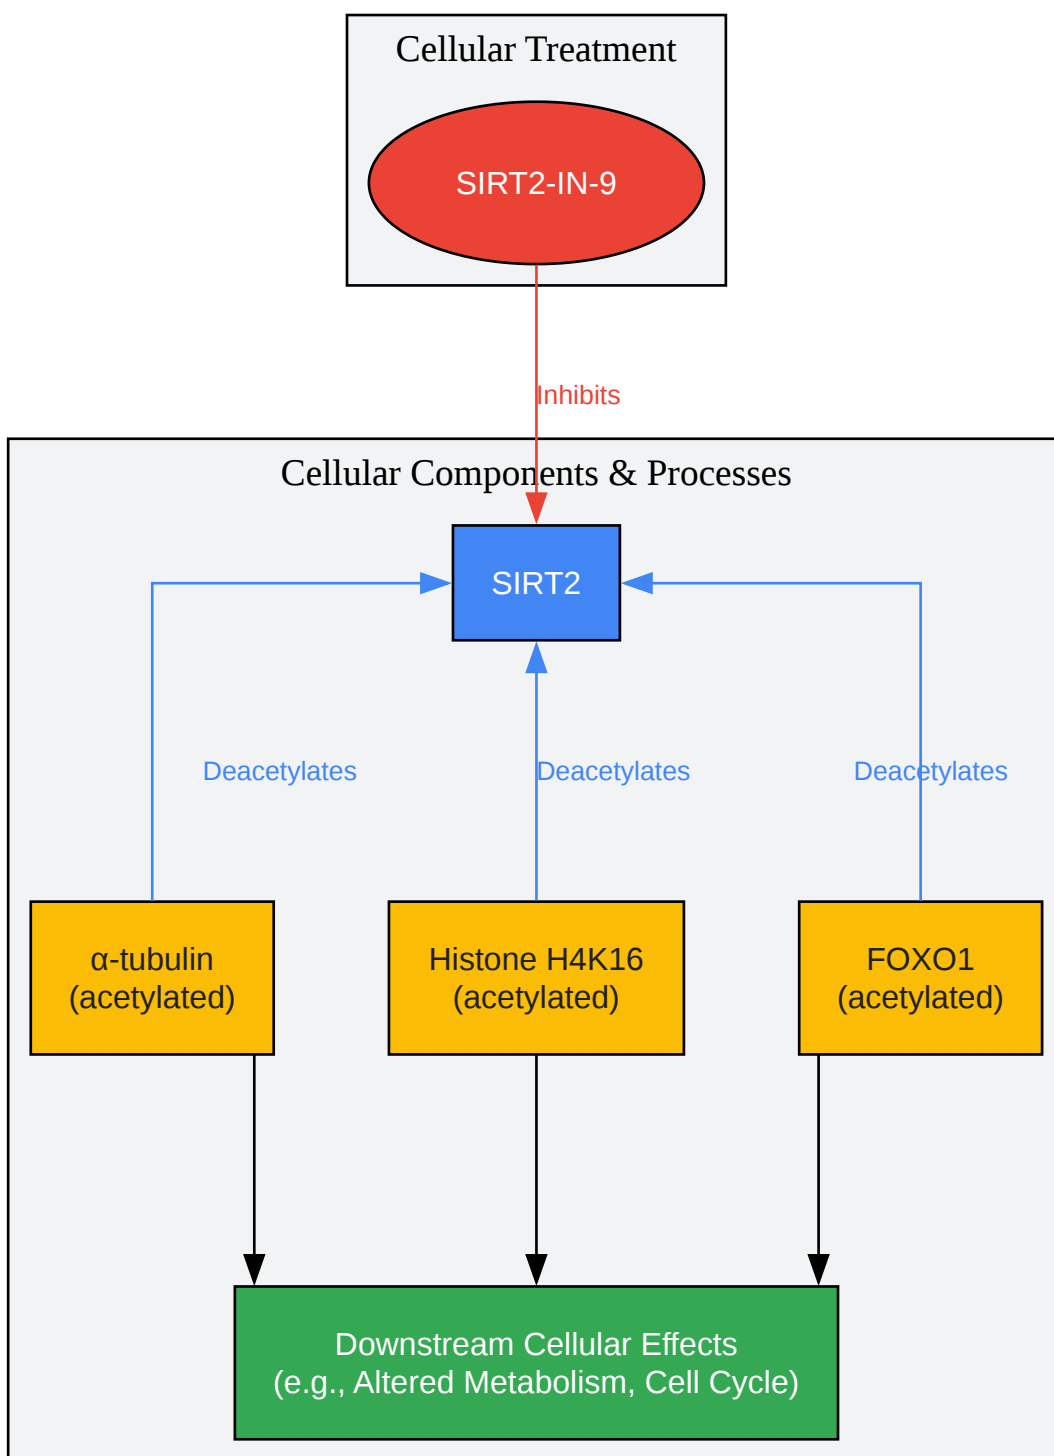 Cellular Treatment
SIRT2-IN-9
Inhibits
Cellular Components & Processes
SIRT2
Deacetylates
Deacetylates
Deacetylates
α-tubulin
(acetylated)
Histone H4K16
(acetylated)
FOXO1
(acetylated)
Downstream Cellular Effects
(e.g., Altered Metabolism, Cell Cycle)